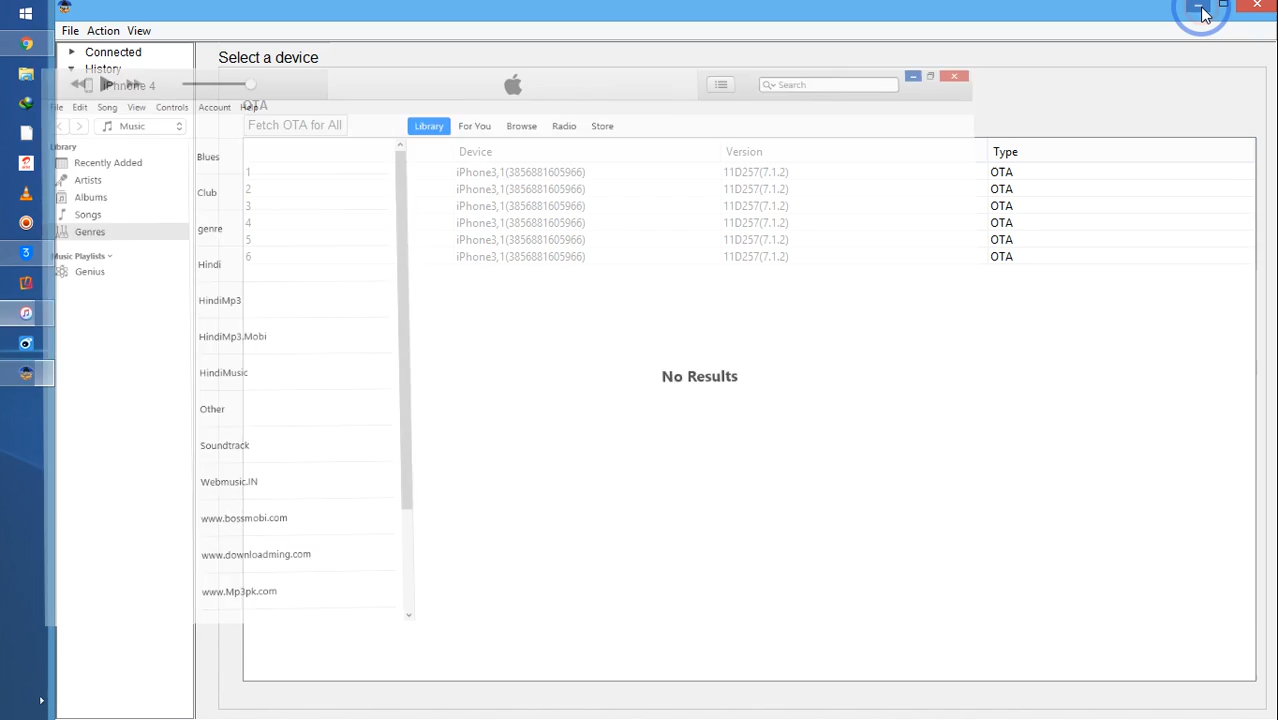 File Action View
Connected
History
iPhnone 4
Select a device
Search
File Edit Song View Controls Account Help
OTA
Music
Fetch OTA for All
Library For You Browse Radio Store
Library
Recently Added
Artists
Albums
Songs
Genres
Music Playlists
Genius
Blues
Club
genre
Hindi
HindiMp3
HindiMp3.Mobi
HindiMusic
Other
Soundtrack
Webmusic.IN
www.bossmobi.com
www.downloadming.com
www.Mp3pk.com
Device Version Type
1 iPhone3,1(3856881605966) 11D257(7.1.2) OTA
2 iPhone3,1(3856881605966) 11D257(7.1.2) OTA
3 iPhone3,1(3856881605966) 11D257(7.1.2) OTA
4 iPhone3,1(3856881605966) 11D257(7.1.2) OTA
5 iPhone3,1(3856881605966) 11D257(7.1.2) OTA
6 iPhone3,1(3856881605966) 11D257(7.1.2) OTA
No Results